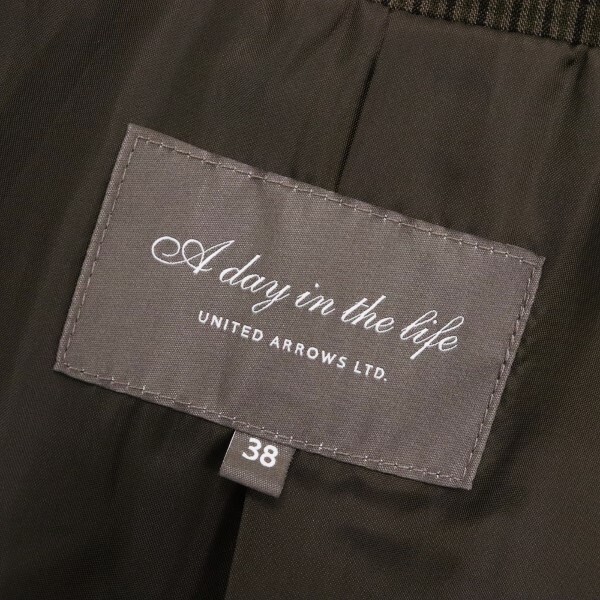 A day in the life
UNITED ARROWS LTD.
38